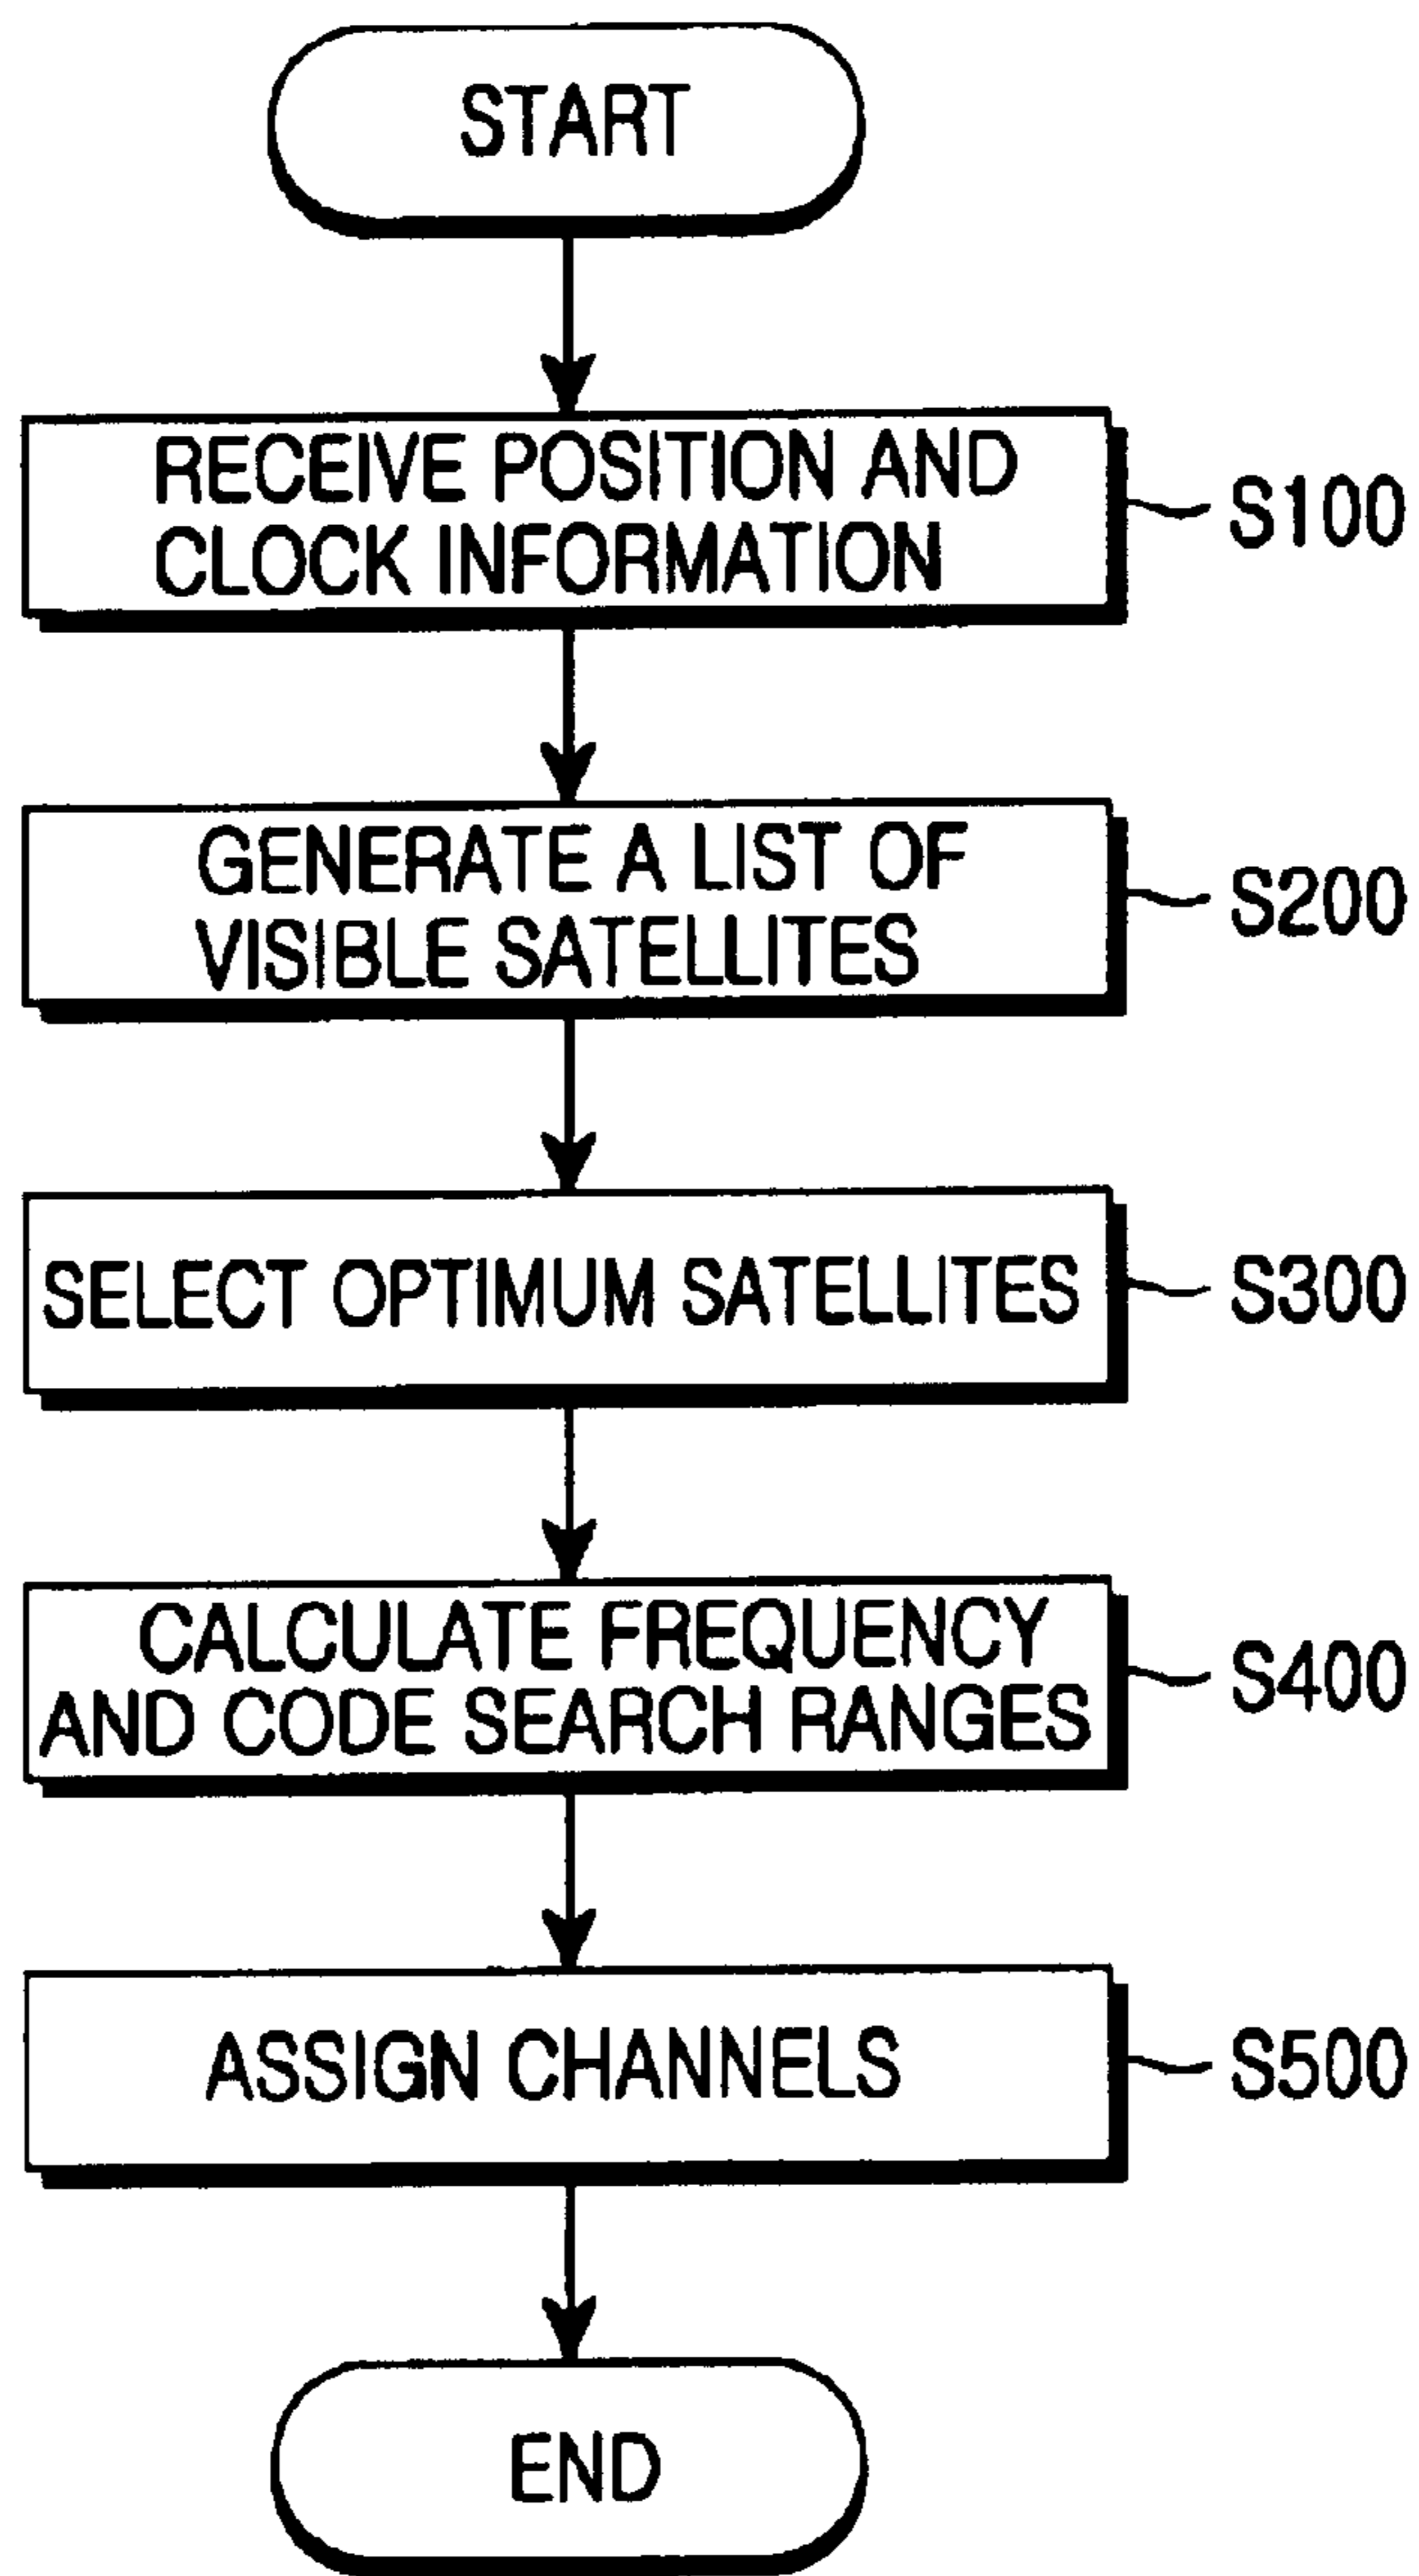 START
RECEIVE POSITION AND
CLOCK INFORMATION
S100
GENERATE A LIST OF
VISIBLE SATELLITES
S200
SELECT OPTIMUM SATELLITES
S300
CALCULATE FREQUENCY
AND CODE SEARCH RANGES
S400
ASSIGN CHANNELS
S500
END